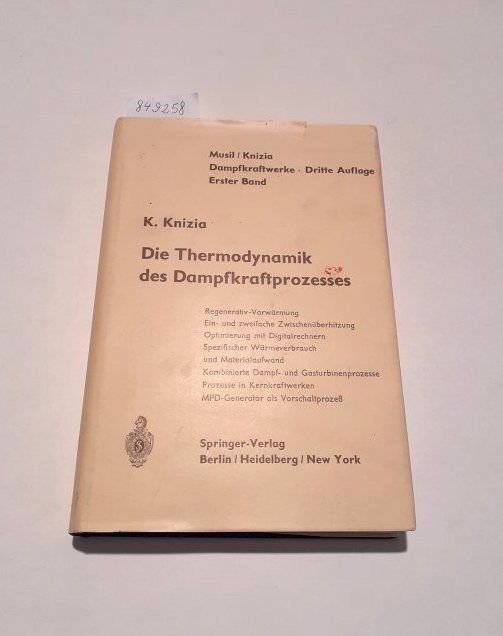 849258
Musil / Knizia
Dampfkraftwerke · Dritte Auflage
Erster Band
K. Knizia
Die Thermodynamik
des Dampfkraftprozesses
Regenerativ-Vorwärmung
Ein- und zweifache Zwischenüberhitzung
Optimierung mit Digitalrechnern
Spezifischer Wärmeverbrauch
und Materialaufwand
Kombinierte Dampf- und Gasturbinenprozesse
Prozesse in Kernkraftwerken
MPD-Generator als Vorschaltprozeß
Springer-Verlag
Berlin / Heidelberg / New York